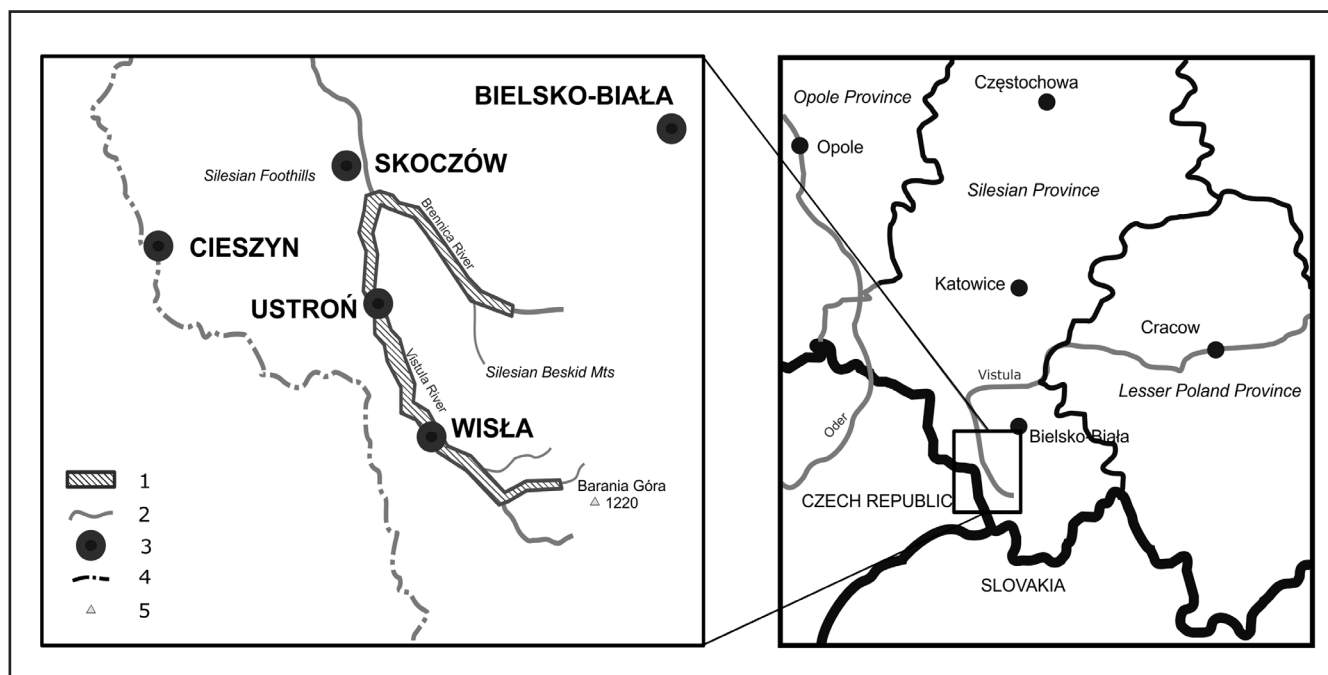 BIELSKO-BIAŁA
SKOCZÓW
Silesian Foothills
Brennica River
CIESZYN
USTROŃ
Vistula River
Silesian Beskid Mts
WISŁA
Barania Góra
1220
1
2
3
4
5
Częstochowa
Opole Province
Opole
Silesian Province
Katowice
Cracow
Vistula
Lesser Poland Province
Oder
Bielsko-Biała
CZECH REPUBLIC
SLOVAKIA